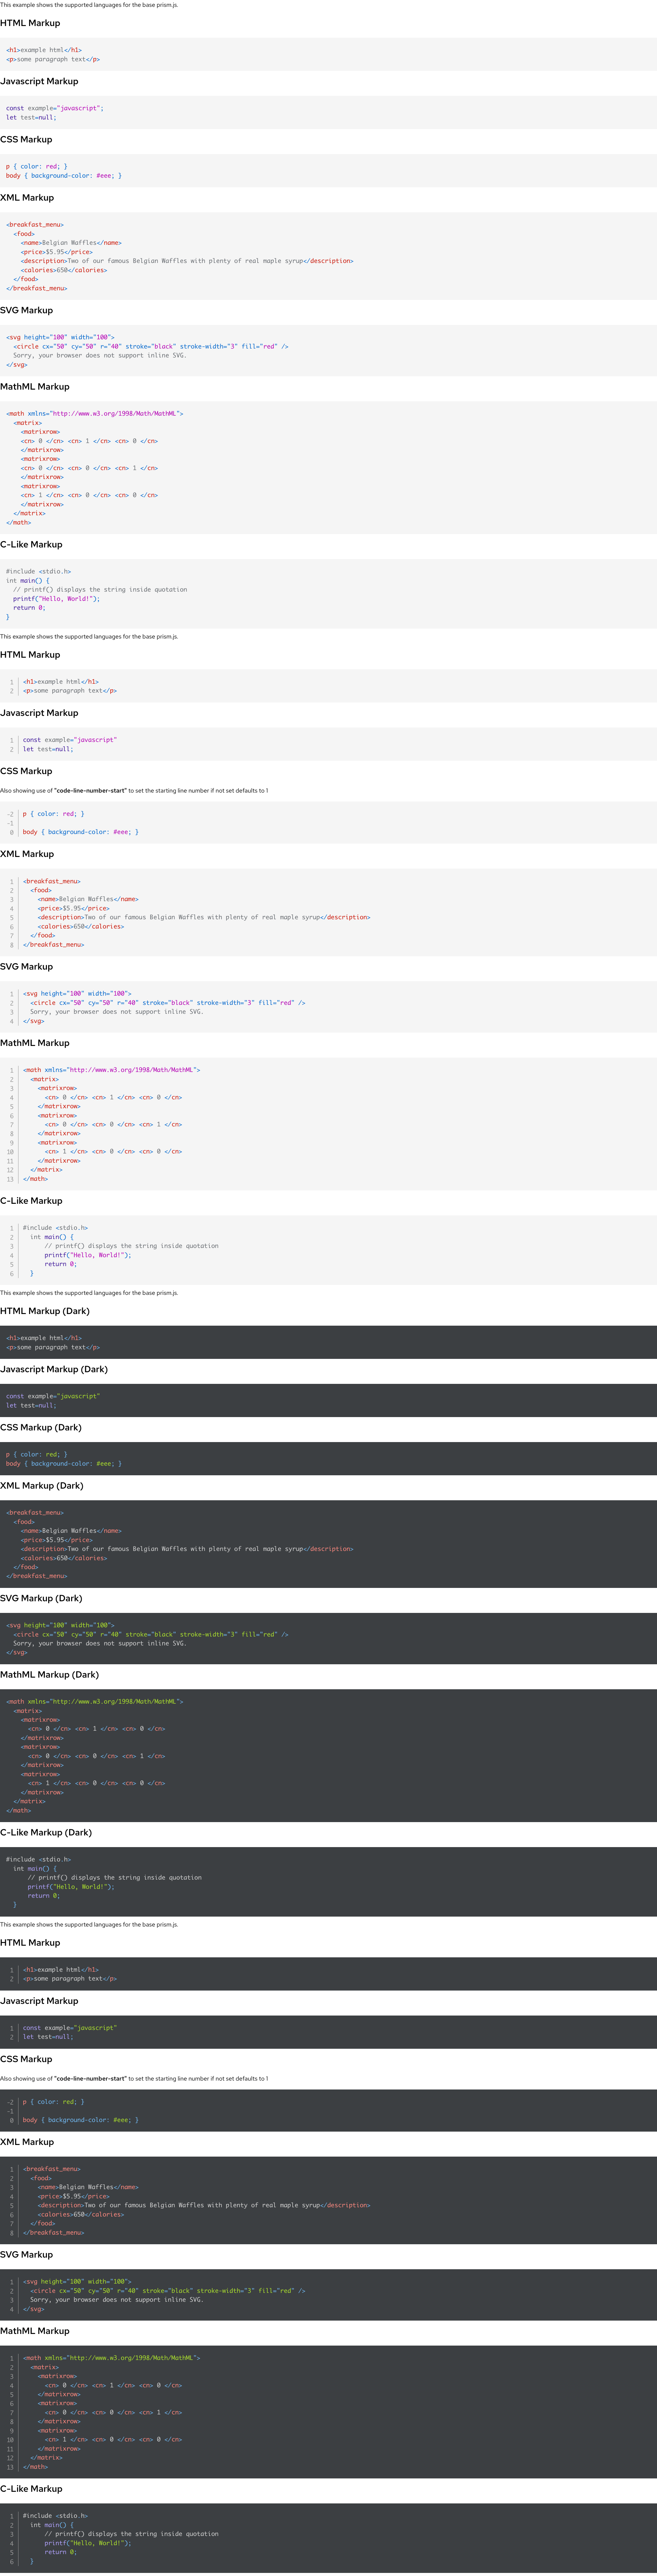 This example shows the supported languages for the base prism.js.
HTML Markup
<h1>example html</h1>
<p>some paragraph text</p>
Javascript Markup
const example="javascript";
let test=null;
CSS Markup
p { color: red; }
body { background-color: #eee; }
XML Markup
<breakfast_menu>
  <food>
    <name>Belgian Waffles</name>
    <price>$5.95</price>
    <description>Two of our famous Belgian Waffles with plenty of real maple syrup</description>
    <calories>650</calories>
  </food>
</breakfast_menu>
SVG Markup
<svg height="100" width="100">
  <circle cx="50" cy="50" r="40" stroke="black" stroke-width="3" fill="red" />
  Sorry, your browser does not support inline SVG.
</svg>
MathML Markup
<math xmlns="http://www.w3.org/1998/Math/MathML">
  <matrix>
    <matrixrow>
    <cn> 0 </cn> <cn> 1 </cn> <cn> 0 </cn>
    </matrixrow>
    <matrixrow>
    <cn> 0 </cn> <cn> 0 </cn> <cn> 1 </cn>
    </matrixrow>
    <matrixrow>
    <cn> 1 </cn> <cn> 0 </cn> <cn> 0 </cn>
    </matrixrow>
  </matrix>
</math>
C-Like Markup
#include <stdio.h>
int main() {
  // printf() displays the string inside quotation
  printf("Hello, World!");
  return 0;
}
This example shows the supported languages for the base prism.js.
HTML Markup
1 <h1>example html</h1>
2 <p>some paragraph text</p>
Javascript Markup
1 const example="javascript"
2 let test=null;
CSS Markup
Also showing use of "code-line-number-start" to set the starting line number if not set defaults to 1
-2 p { color: red; }
-1
0 body { background-color: #eee; }
XML Markup
1 <breakfast_menu>
2   <food>
3     <name>Belgian Waffles</name>
4     <price>$5.95</price>
5     <description>Two of our famous Belgian Waffles with plenty of real maple syrup</description>
6     <calories>650</calories>
7   </food>
8 </breakfast_menu>
SVG Markup
1 <svg height="100" width="100">
2   <circle cx="50" cy="50" r="40" stroke="black" stroke-width="3" fill="red" />
3   Sorry, your browser does not support inline SVG.
4 </svg>
MathML Markup
1 <math xmlns="http://www.w3.org/1998/Math/MathML">
2   <matrix>
3     <matrixrow>
4       <cn> 0 </cn> <cn> 1 </cn> <cn> 0 </cn>
5     </matrixrow>
6     <matrixrow>
7       <cn> 0 </cn> <cn> 0 </cn> <cn> 1 </cn>
8     </matrixrow>
9     <matrixrow>
10       <cn> 1 </cn> <cn> 0 </cn> <cn> 0 </cn>
11     </matrixrow>
12   </matrix>
13 </math>
C-Like Markup
1 #include <stdio.h>
2   int main() {
3       // printf() displays the string inside quotation
4       printf("Hello, World!");
5       return 0;
6   }
This example shows the supported languages for the base prism.js.
HTML Markup (Dark)
<h1>example html</h1>
<p>some paragraph text</p>
Javascript Markup (Dark)
const example="javascript"
let test=null;
CSS Markup (Dark)
p { color: red; }
body { background-color: #eee; }
XML Markup (Dark)
<breakfast_menu>
  <food>
    <name>Belgian Waffles</name>
    <price>$5.95</price>
    <description>Two of our famous Belgian Waffles with plenty of real maple syrup</description>
    <calories>650</calories>
  </food>
</breakfast_menu>
SVG Markup (Dark)
<svg height="100" width="100">
  <circle cx="50" cy="50" r="40" stroke="black" stroke-width="3" fill="red" />
  Sorry, your browser does not support inline SVG.
</svg>
MathML Markup (Dark)
<math xmlns="http://www.w3.org/1998/Math/MathML">
  <matrix>
    <matrixrow>
      <cn> 0 </cn> <cn> 1 </cn> <cn> 0 </cn>
    </matrixrow>
    <matrixrow>
      <cn> 0 </cn> <cn> 0 </cn> <cn> 1 </cn>
    </matrixrow>
    <matrixrow>
      <cn> 1 </cn> <cn> 0 </cn> <cn> 0 </cn>
    </matrixrow>
  </matrix>
</math>
C-Like Markup (Dark)
#include <stdio.h>
  int main() {
      // printf() displays the string inside quotation
      printf("Hello, World!");
      return 0;
  }
This example shows the supported languages for the base prism.js.
HTML Markup
1 <h1>example html</h1>
2 <p>some paragraph text</p>
Javascript Markup
1 const example="javascript"
2 let test=null;
CSS Markup
Also showing use of "code-line-number-start" to set the starting line number if not set defaults to 1
-2 p { color: red; }
-1
0 body { background-color: #eee; }
XML Markup
1 <breakfast_menu>
2   <food>
3     <name>Belgian Waffles</name>
4     <price>$5.95</price>
5     <description>Two of our famous Belgian Waffles with plenty of real maple syrup</description>
6     <calories>650</calories>
7   </food>
8 </breakfast_menu>
SVG Markup
1 <svg height="100" width="100">
2   <circle cx="50" cy="50" r="40" stroke="black" stroke-width="3" fill="red" />
3   Sorry, your browser does not support inline SVG.
4 </svg>
MathML Markup
1 <math xmlns="http://www.w3.org/1998/Math/MathML">
2   <matrix>
3     <matrixrow>
4       <cn> 0 </cn> <cn> 1 </cn> <cn> 0 </cn>
5     </matrixrow>
6     <matrixrow>
7       <cn> 0 </cn> <cn> 0 </cn> <cn> 1 </cn>
8     </matrixrow>
9     <matrixrow>
10       <cn> 1 </cn> <cn> 0 </cn> <cn> 0 </cn>
11     </matrixrow>
12   </matrix>
13 </math>
C-Like Markup
1 #include <stdio.h>
2   int main() {
3       // printf() displays the string inside quotation
4       printf("Hello, World!");
5       return 0;
6   }